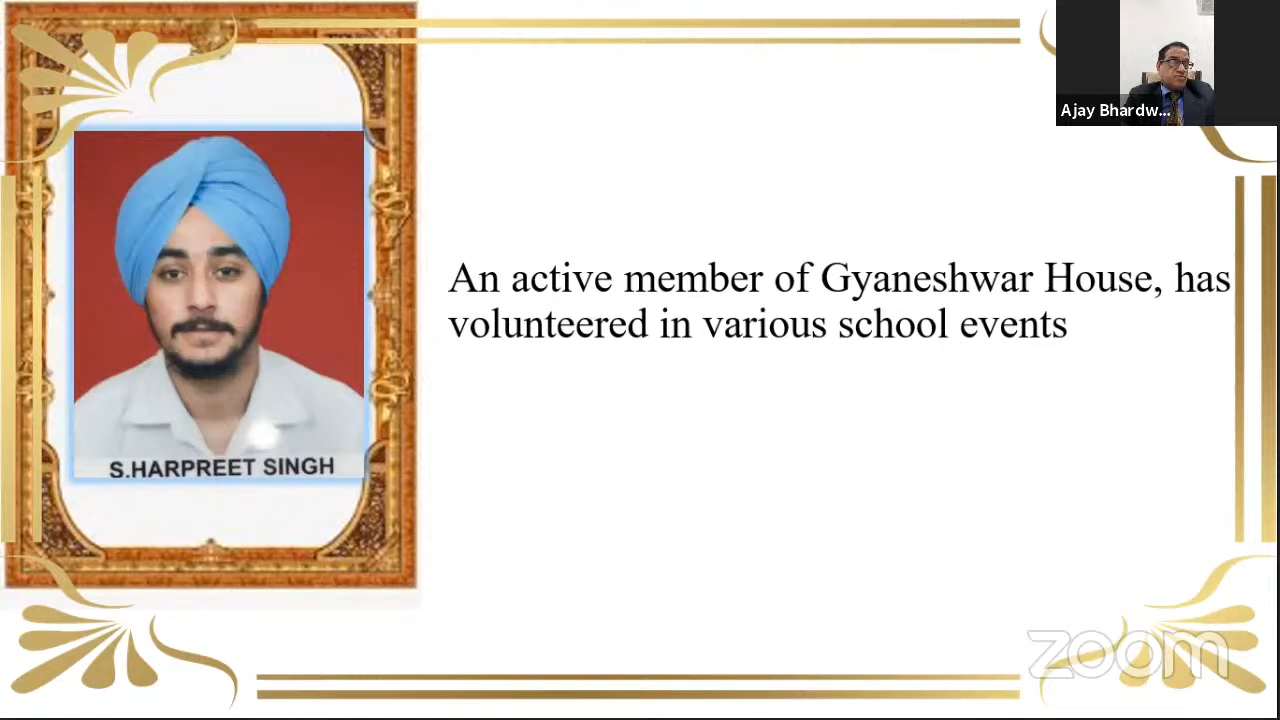 Ajay Bhardw...
An active member of Gyaneshwar House, has
volunteered in various school events
S.HARPREET SINGH
zoom